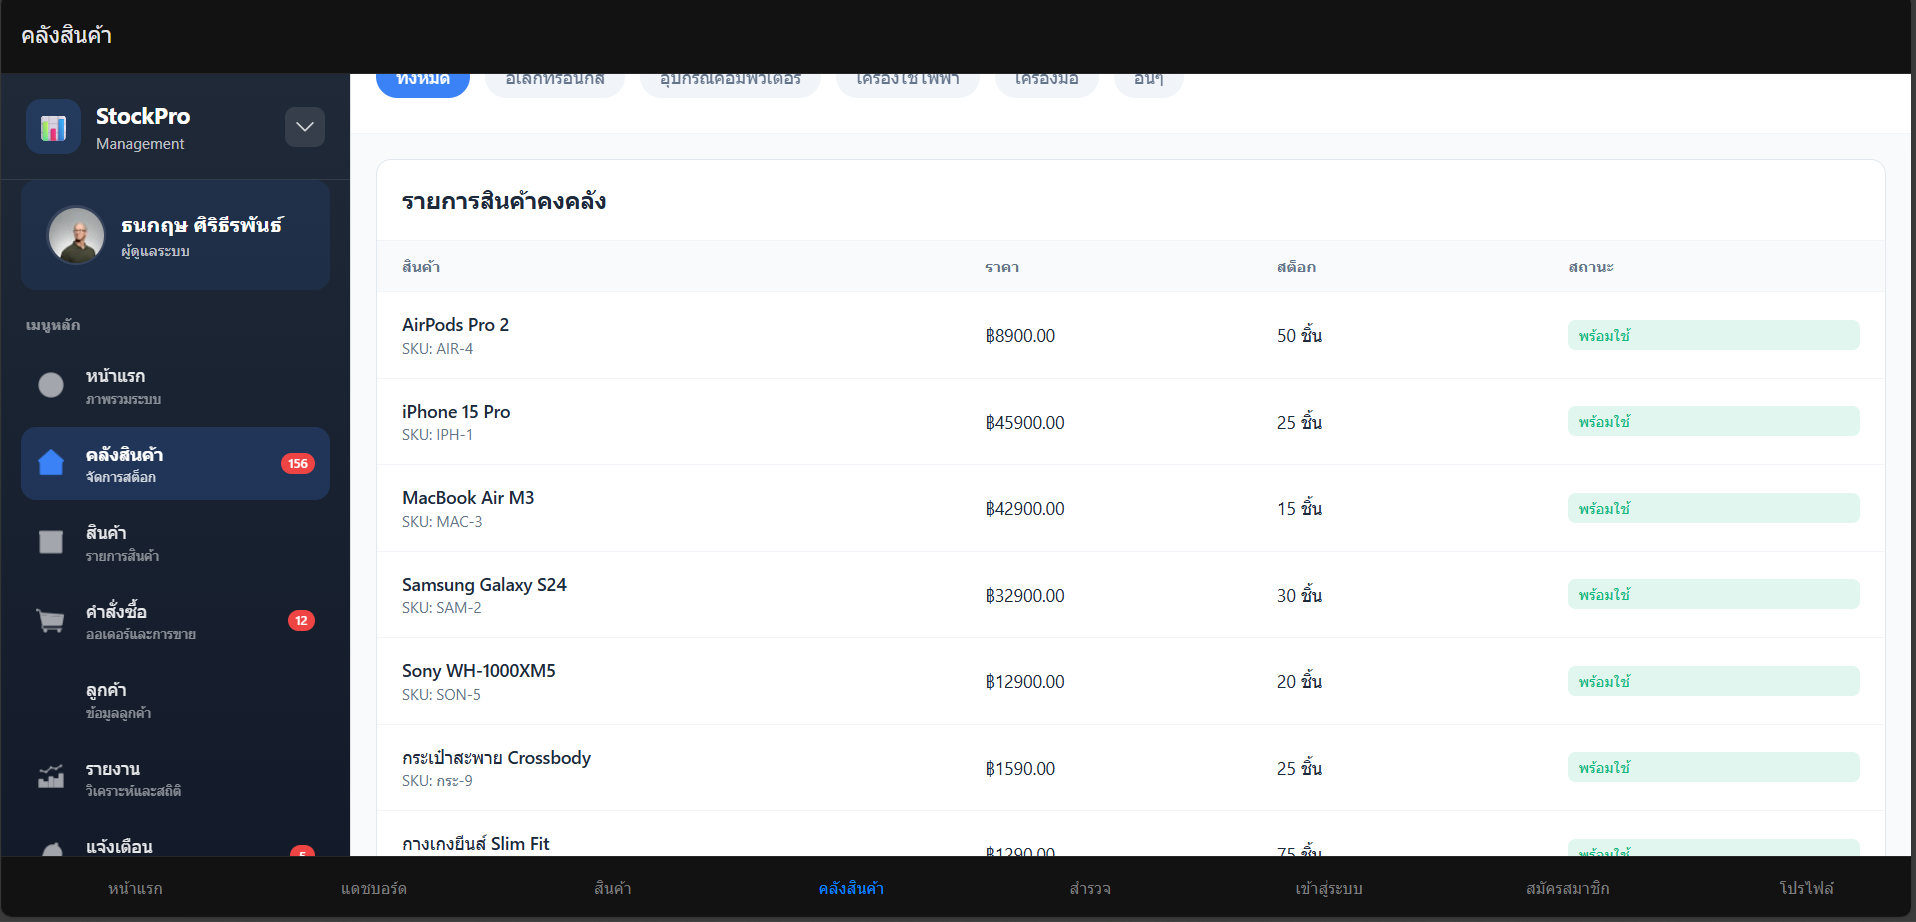 คลังสินค้า
StockPro
Management
ธนกฤษ ศิริธีรพันธ์
ผู้ดูแลระบบ
เมนูหลัก
หน้าแรก
ภาพรวมระบบ
คลังสินค้า
จัดการสต็อก
156
สินค้า
รายการสินค้า
คำสั่งซื้อ
ออเดอร์และการขาย
12
ลูกค้า
ข้อมูลลูกค้า
รายงาน
วิเคราะห์และสถิติ
แจ้งเตือน
5
ทั้งหมด อิเล็กทรอนิกส์ อุปกรณ์คอมพิวเตอร์ เครื่องใช้ไฟฟ้า เครื่องมือ อื่นๆ
รายการสินค้าคงคลัง
สินค้า ราคา สต็อก สถานะ
AirPods Pro 2
SKU: AIR-4
฿8900.00 50 ชิ้น พร้อมใช้
iPhone 15 Pro
SKU: IPH-1
฿45900.00 25 ชิ้น พร้อมใช้
MacBook Air M3
SKU: MAC-3
฿42900.00 15 ชิ้น พร้อมใช้
Samsung Galaxy S24
SKU: SAM-2
฿32900.00 30 ชิ้น พร้อมใช้
Sony WH-1000XM5
SKU: SON-5
฿12900.00 20 ชิ้น พร้อมใช้
กระเป๋าสะพาย Crossbody
SKU: กระ-9
฿1590.00 25 ชิ้น พร้อมใช้
กางเกงยีนส์ Slim Fit
฿1290.00 75 ชิ้น พร้อมใช้
หน้าแรก แดชบอร์ด สินค้า คลังสินค้า สำรวจ เข้าสู่ระบบ สมัครสมาชิก โปรไฟล์